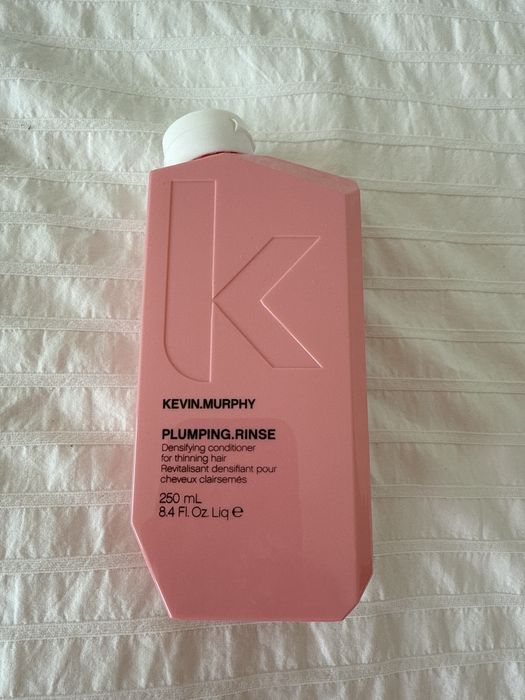 k
KEVIN.MURPHY
PLUMPING.RINSE
Densifying conditioner
for thinning hair
Revitalisant densifiant pour
cheveux clairsemés
250 mL
8.4 Fl. Oz. Liq ℮